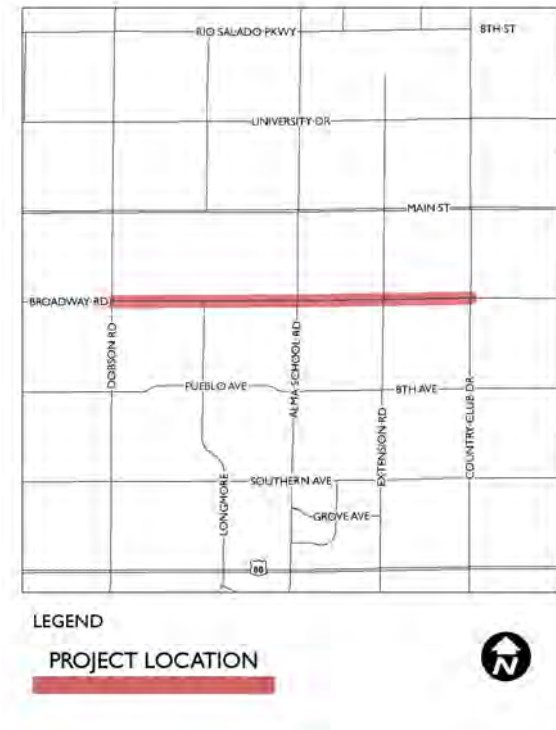 RIO SALADO PKWY
8TH ST
UNIVERSITY DR
MAIN ST
BROADWAY RD
DOBSON RD
ALMA SCHOOL RD
PUEBLO AVE
8TH AVE
EXTENSION RD
COUNTRY CLUB DR
LONGMORE
SOUTHERN AVE
GROVE AVE
60
LEGEND
PROJECT LOCATION
N